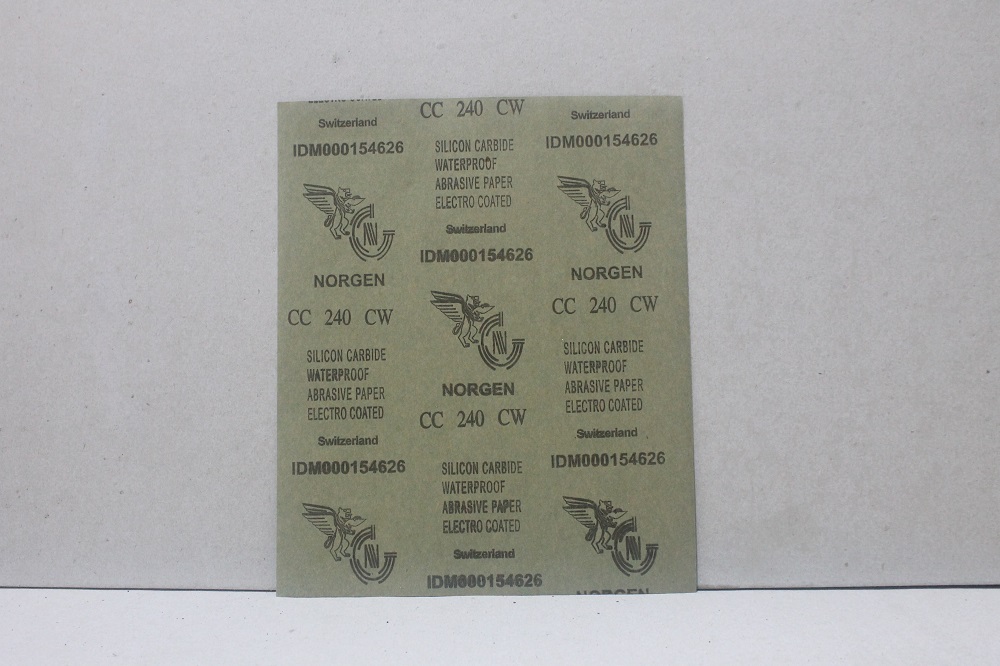 Switzerland
IDM000154626
NORGEN
CC 240 CW
SILICON CARBIDE
WATERPROOF
ABRASIVE PAPER
ELECTRO COATED
Switzerland
IDM000154626
CC 240 CW
SILICON CARBIDE
WATERPROOF
ABRASIVE PAPER
ELECTRO COATED
Switzerland
IDM000154626
NORGEN
CC 240 CW
SILICON CARBIDE
WATERPROOF
ABRASIVE PAPER
ELECTRO COATED
Switzerland
IDM000154626
Switzerland
IDM000154626
NORGEN
CC 240 CW
SILICON CARBIDE
WATERPROOF
ABRASIVE PAPER
ELECTRO COATED
Switzerland
IDM000154626
NORGEN